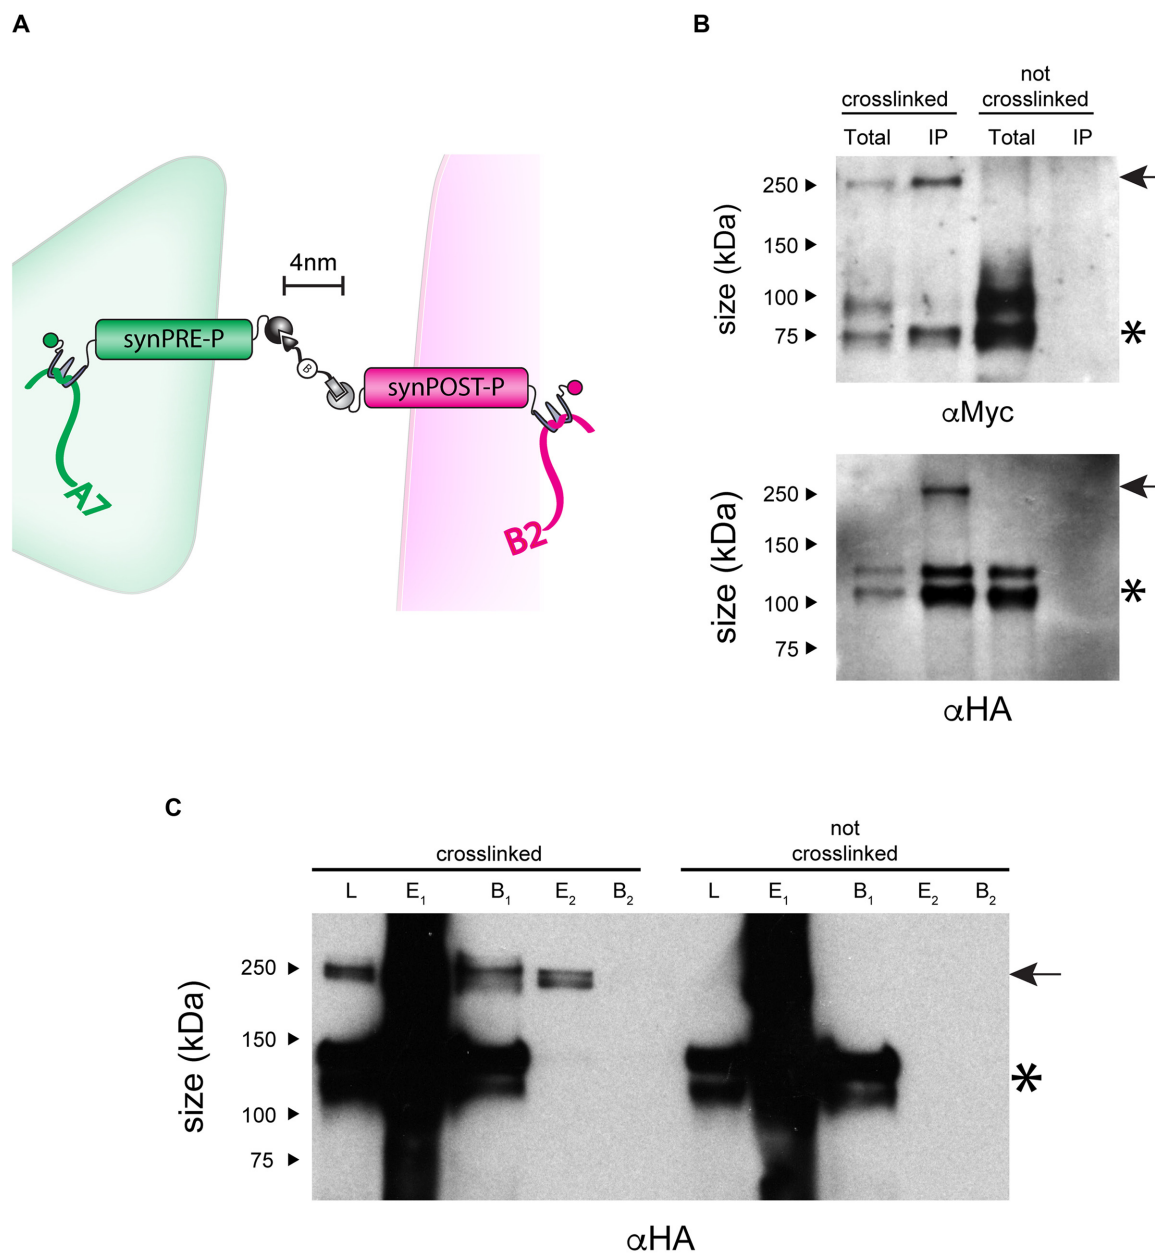 A
4nm
synPRE-P
B
synPOST-P
A7
B2
B
not
crosslinked crosslinked
Total IP Total IP
size (kDa)
250
150
100
75
*
αMyc
size (kDa)
250
150
100
75
*
αHA
C
not
crosslinked crosslinked
L E1 B1 E2 B2 L E1 B1 E2 B2
size (kDa)
250
150
100
75
*
αHA